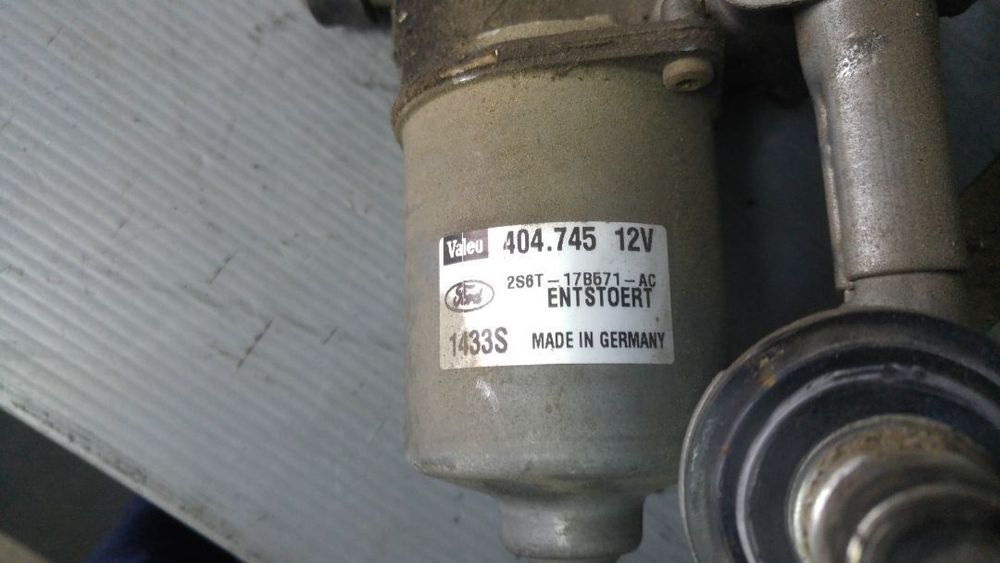 Valeo 404.745 12V
2S6T-17B571-AC
Ford ENTSTOERT
1433S MADE IN GERMANY